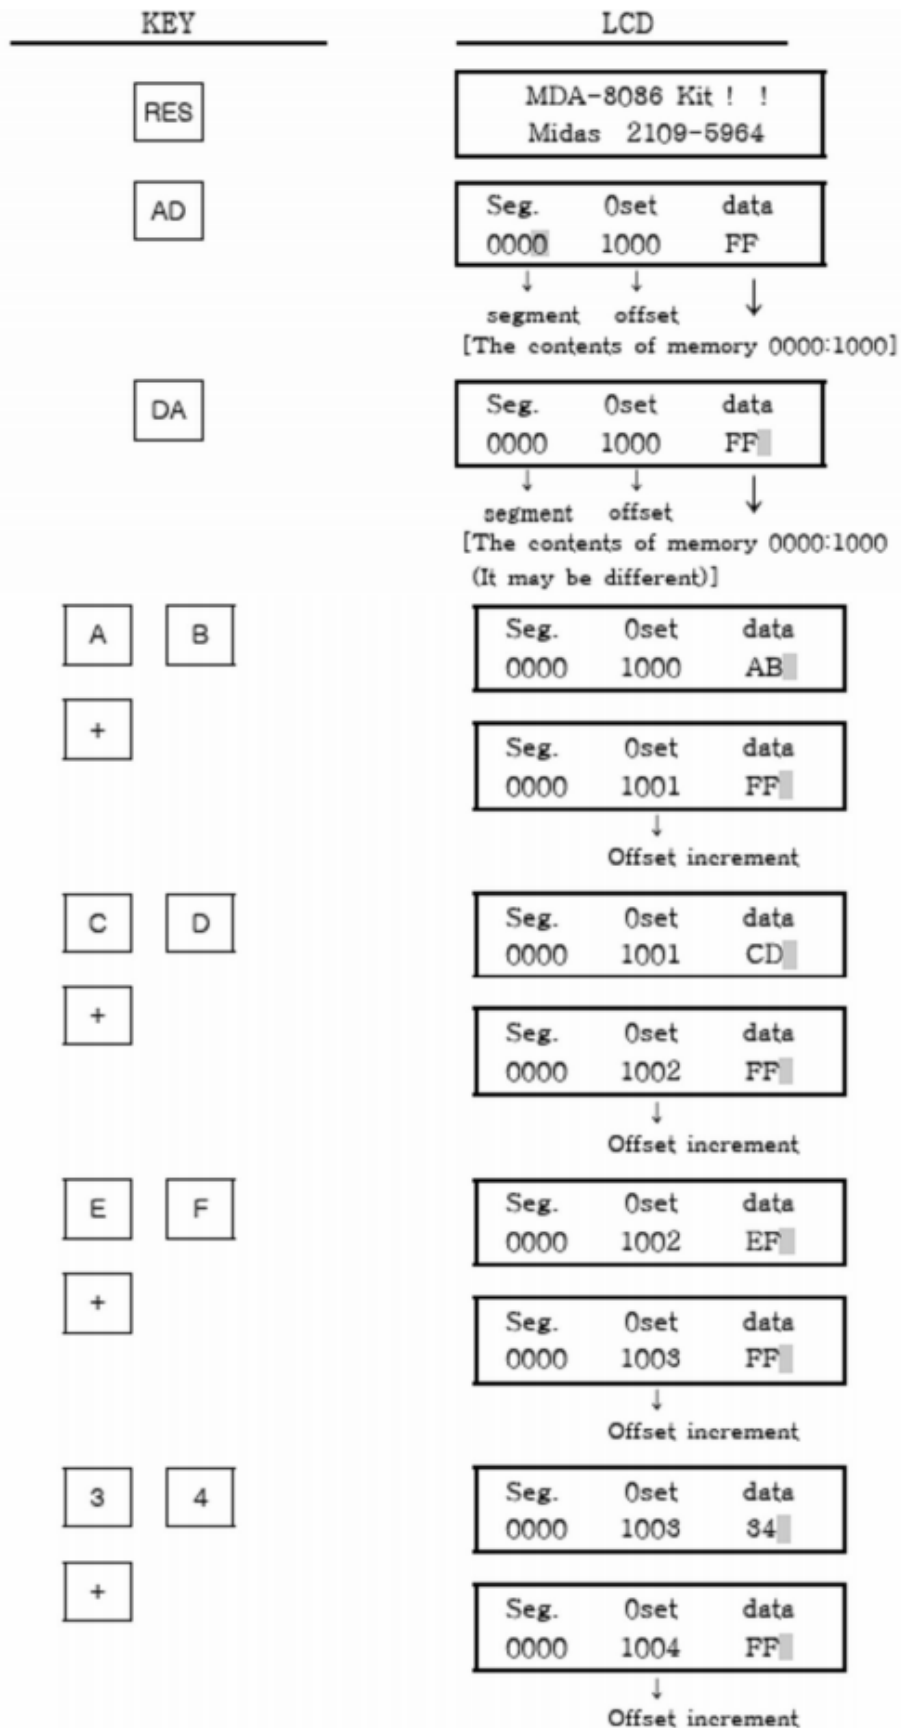 KEY LCD
RES
MDA-8086 Kit ! !
Midas 2109-5964
AD
Seg. 0set data
0000 1000 FF
↓ ↓ ↓
segment offset
[The contents of memory 0000:1000]
DA
Seg. 0set data
0000 1000 FF
↓ ↓ ↓
segment offset
[The contents of memory 0000:1000
(It may be different)]
A B
Seg. 0set data
0000 1000 AB
+
Seg. 0set data
0000 1001 FF
↓
Offset increment
C D
Seg. 0set data
0000 1001 CD
+
Seg. 0set data
0000 1002 FF
↓
Offset increment
E F
Seg. 0set data
0000 1002 EF
+
Seg. 0set data
0000 1003 FF
↓
Offset increment
3 4
Seg. 0set data
0000 1003 34
+
Seg. 0set data
0000 1004 FF
↓
Offset increment